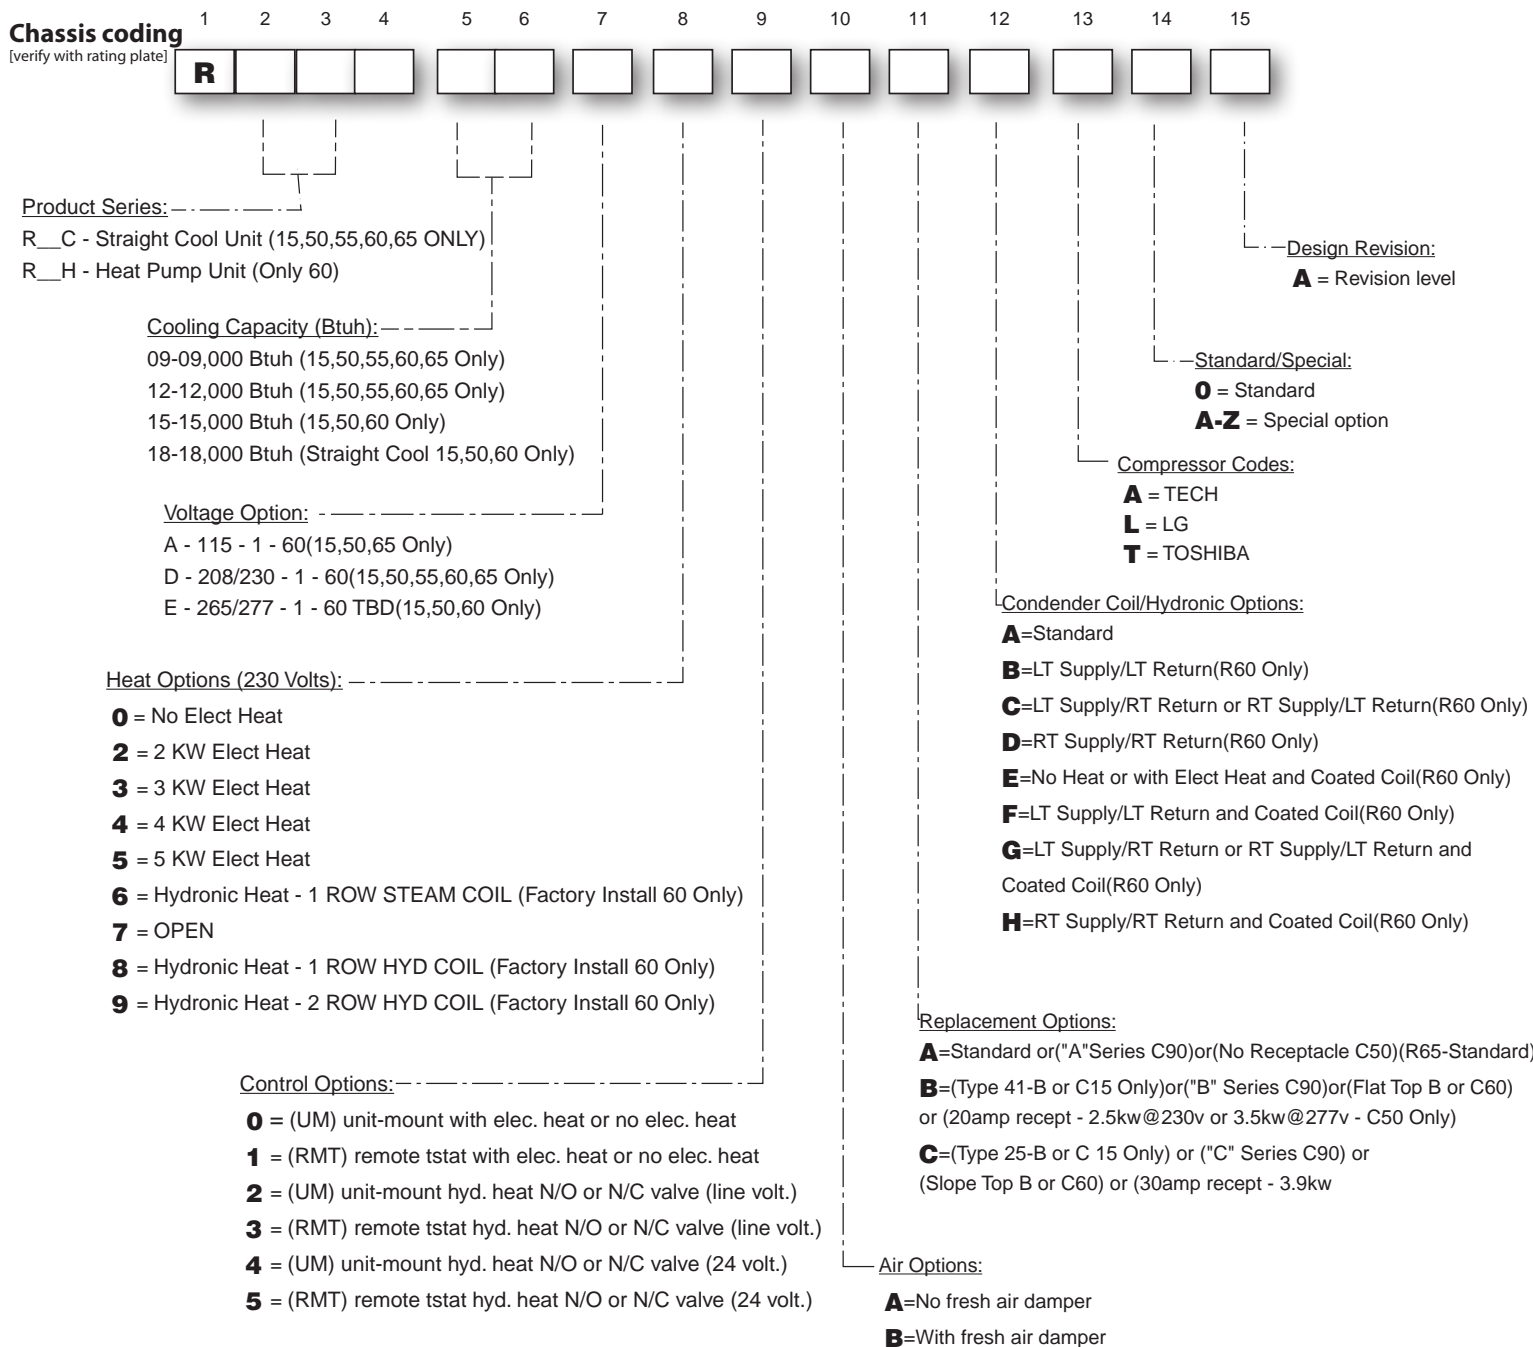 1 2 3 4 5 6 7 8 9 10 11 12 13 14 15
Chassis coding
[verify with rating plate]
R
Product Series:
R__C - Straight Cool Unit (15,50,55,60,65 ONLY)
R__H - Heat Pump Unit (Only 60)
Cooling Capacity (Btuh):
09-09,000 Btuh (15,50,55,60,65 Only)
12-12,000 Btuh (15,50,55,60,65 Only)
15-15,000 Btuh (15,50,60 Only)
18-18,000 Btuh (Straight Cool 15,50,60 Only)
Voltage Option:
A - 115 - 1 - 60(15,50,65 Only)
D - 208/230 - 1 - 60(15,50,55,60,65 Only)
E - 265/277 - 1 - 60 TBD(15,50,60 Only)
Heat Options (230 Volts):
0 = No Elect Heat
2 = 2 KW Elect Heat
3 = 3 KW Elect Heat
4 = 4 KW Elect Heat
5 = 5 KW Elect Heat
6 = Hydronic Heat - 1 ROW STEAM COIL (Factory Install 60 Only)
7 = OPEN
8 = Hydronic Heat - 1 ROW HYD COIL (Factory Install 60 Only)
9 = Hydronic Heat - 2 ROW HYD COIL (Factory Install 60 Only)
Control Options:
0 = (UM) unit-mount with elec. heat or no elec. heat
1 = (RMT) remote tstat with elec. heat or no elec. heat
2 = (UM) unit-mount hyd. heat N/O or N/C valve (line volt.)
3 = (RMT) remote tstat hyd. heat N/O or N/C valve (line volt.)
4 = (UM) unit-mount hyd. heat N/O or N/C valve (24 volt.)
5 = (RMT) remote tstat hyd. heat N/O or N/C valve (24 volt.)
Design Revision:
A = Revision level
Standard/Special:
0 = Standard
A-Z = Special option
Compressor Codes:
A = TECH
L = LG
T = TOSHIBA
Condender Coil/Hydronic Options:
A=Standard
B=LT Supply/LT Return(R60 Only)
C=LT Supply/RT Return or RT Supply/LT Return(R60 Only)
D=RT Supply/RT Return(R60 Only)
E=No Heat or with Elect Heat and Coated Coil(R60 Only)
F=LT Supply/LT Return and Coated Coil(R60 Only)
G=LT Supply/RT Return or RT Supply/LT Return and
Coated Coil(R60 Only)
H=RT Supply/RT Return and Coated Coil(R60 Only)
Replacement Options:
A=Standard or("A"Series C90)or(No Receptacle C50)(R65-Standard)
B=(Type 41-B or C15 Only)or("B" Series C90)or(Flat Top B or C60)
or (20amp recept - 2.5kw@230v or 3.5kw@277v - C50 Only)
C=(Type 25-B or C 15 Only) or ("C" Series C90) or
(Slope Top B or C60) or (30amp recept - 3.9kw
Air Options:
A=No fresh air damper
B=With fresh air damper